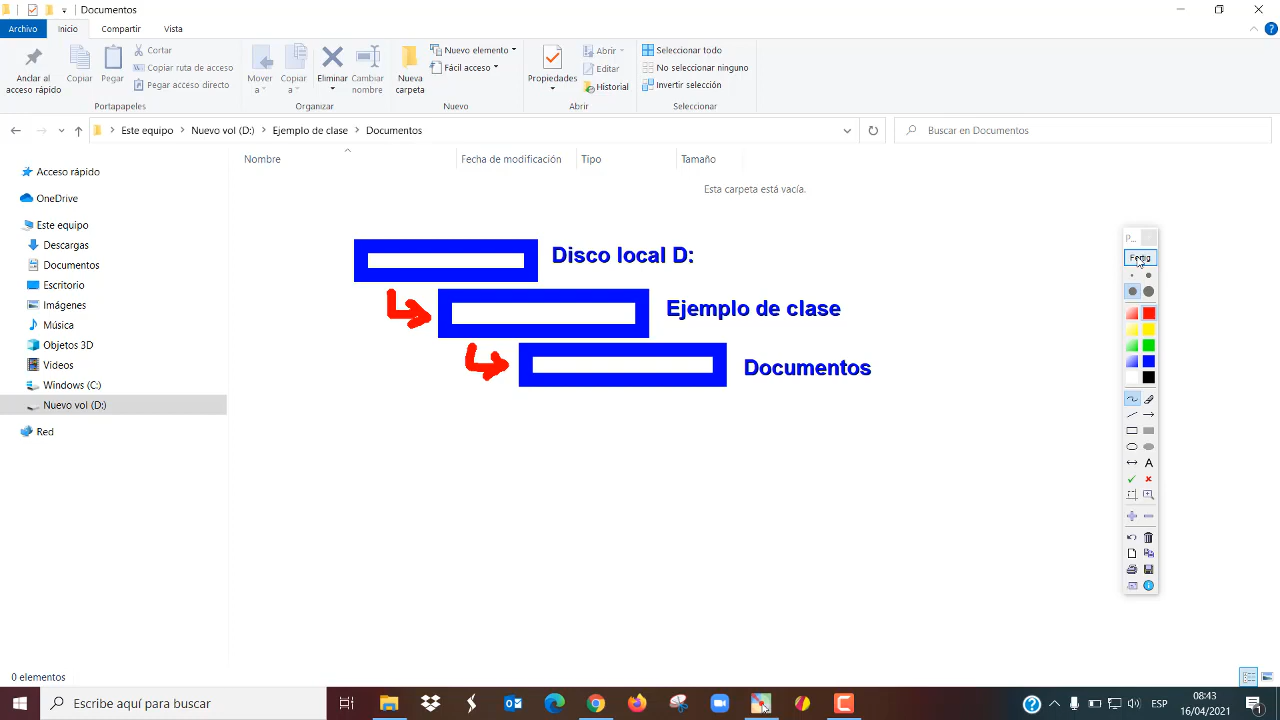 Documentos
Archivo Inicio Compartir Vista
Anclar al acceso rápido
Copiar
Pegar
Cortar
Copiar ruta de acceso
Pegar acceso directo
Portapapeles
Mover a
Copiar a
Eliminar
Cambiar nombre
Organizar
Nueva carpeta
Nuevo elemento
Fácil acceso
Nuevo
Propiedades
Abrir
Editar
Historial
Abrir
Seleccionar todo
No seleccionar ninguno
Invertir selección
Seleccionar
Este equipo > Nuevo vol (D:) > Ejemplo de clase > Documentos
Buscar en Documentos
Nombre Fecha de modificación Tipo Tamaño
Esta carpeta está vacía.
Acceso rápido
OneDrive
Este equipo
Descargas
Documentos
Escritorio
Imágenes
Música
Objetos 3D
Videos
Windows (C:)
Nuevo vol (D:)
Red
Disco local D:
Ejemplo de clase
Documentos
p...
A
0 elementos
Escribe aquí para buscar
ESP
08:43
16/04/2021